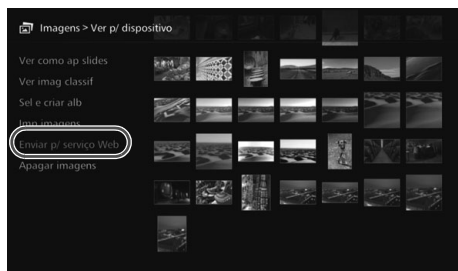 Imagens > Ver p/ dispositivo
Ver como ap slides
Ver imag classif
Sel e criar alb
Imp imagens
Enviar p/ serviço Web
Apagar imagens